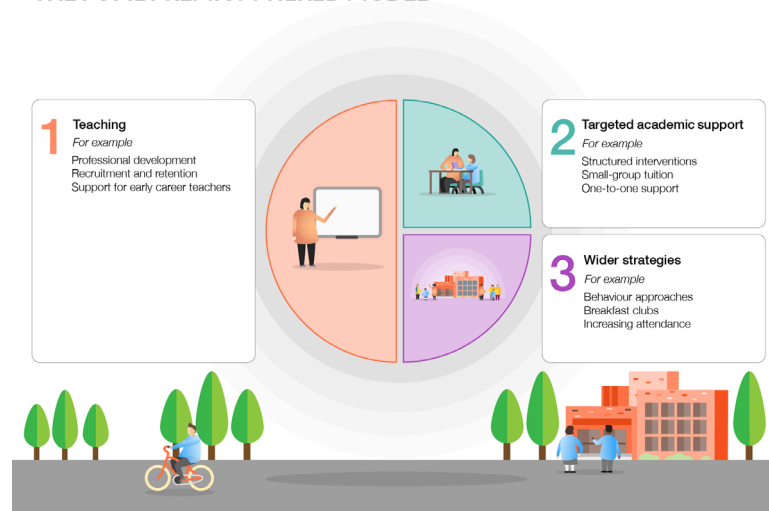 1
Teaching
For example
Professional development
Recruitment and retention
Support for early career teachers
2
Targeted academic support
For example
Structured interventions
Small-group tuition
One-to-one support
3
Wider strategies
For example
Behaviour approaches
Breakfast clubs
Increasing attendance